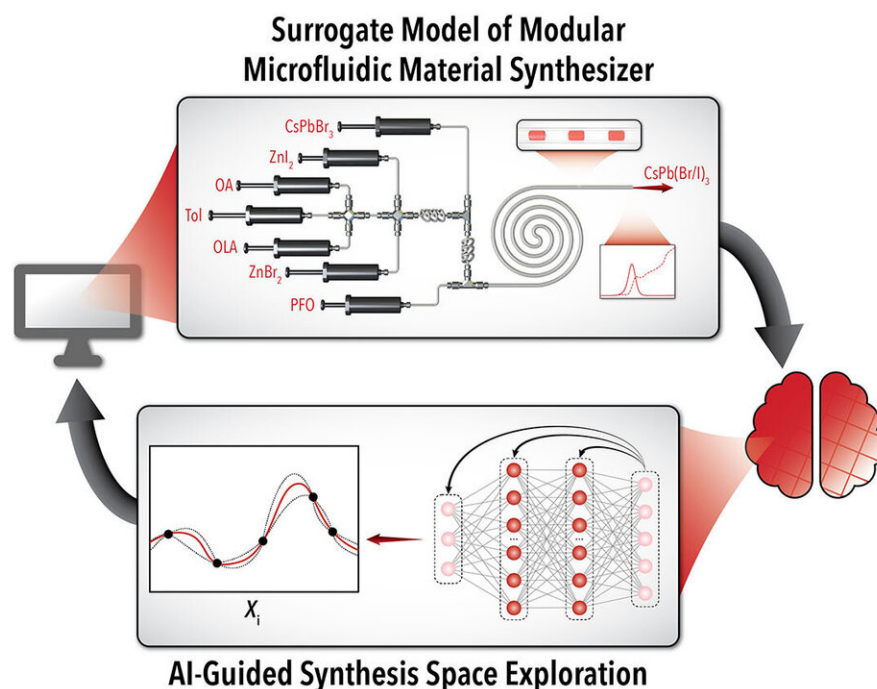 Surrogate Model of Modular
Microfluidic Material Synthesizer
CsPbBr₃
ZnI₂
OA
Tol
OLA
ZnBr₂
PFO
CsPb(Br/I)₃
...
...
Xᵢ
AI-Guided Synthesis Space Exploration